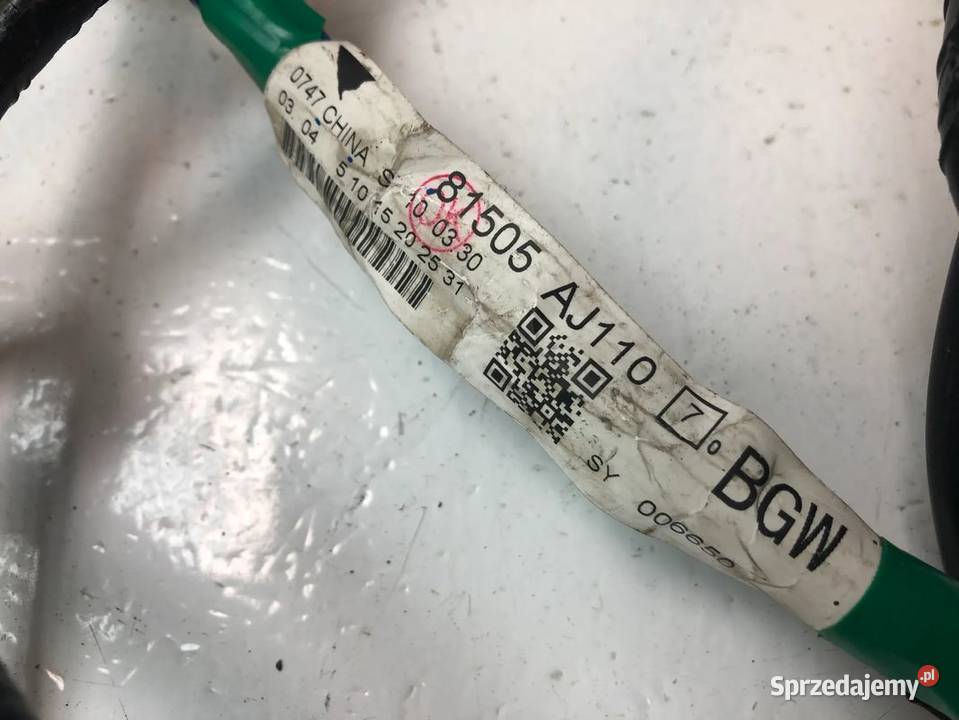 0747 CHINA S 10 03.30
03 04 5 10 15 20 25 31
81505 AJ110 7 0 BGW
SY 006650
Sprzedajemy.pl